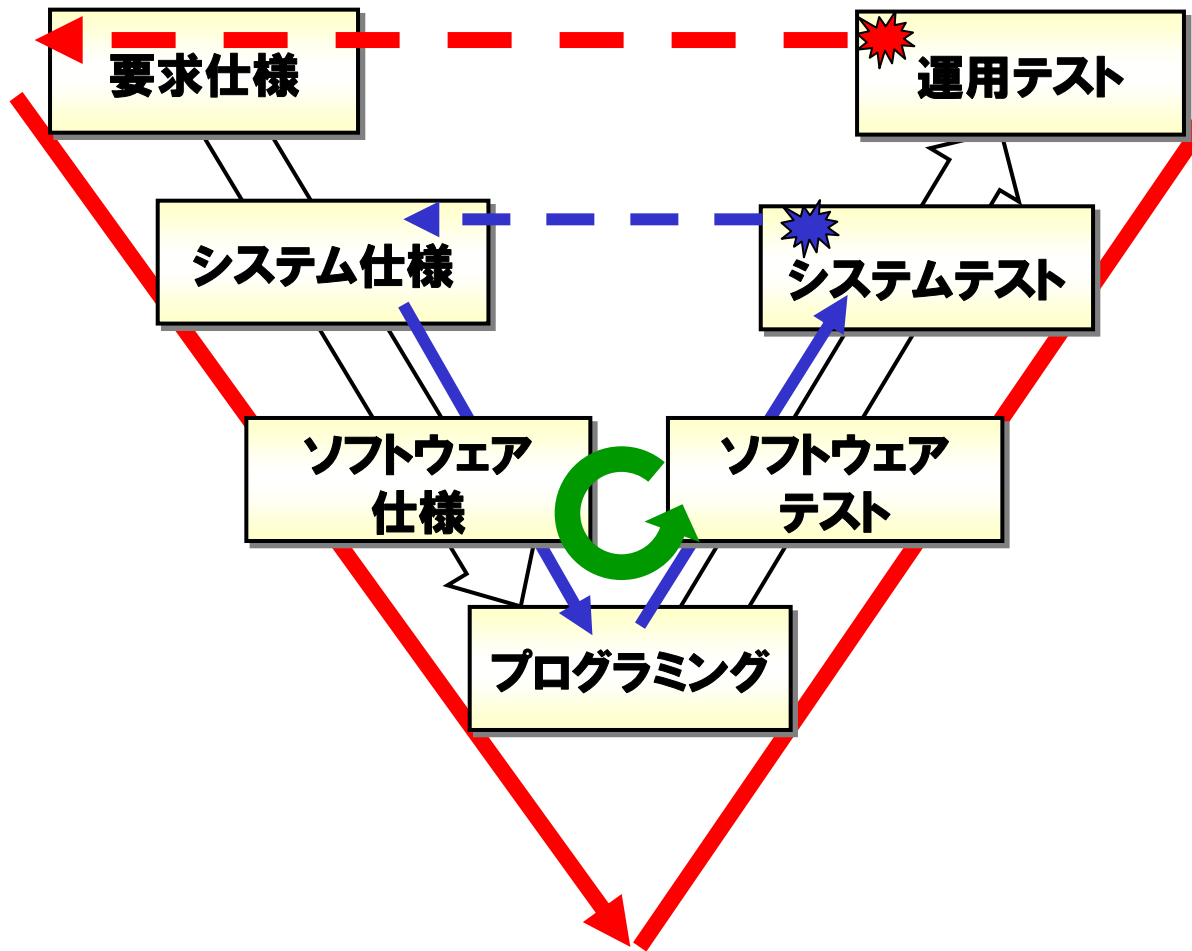 要求仕様
運用テスト
システム仕様
システムテスト
ソフトウェア
仕様
ソフトウェア
テスト
プログラミング